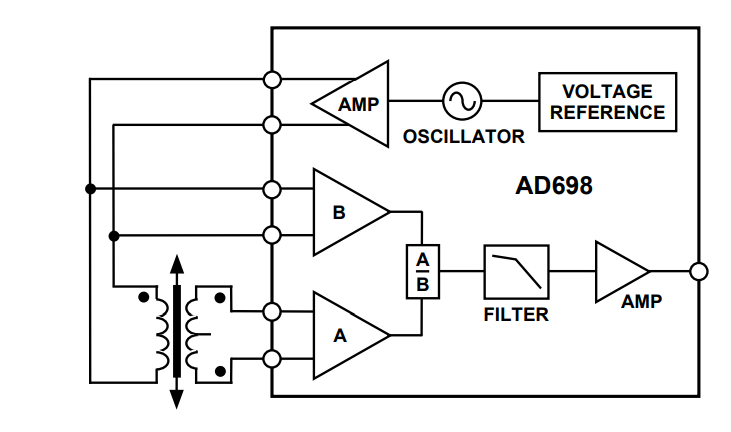 VOLTAGE
REFERENCE
AMP
OSCILLATOR
AD698
B
A
B
A
FILTER
AMP